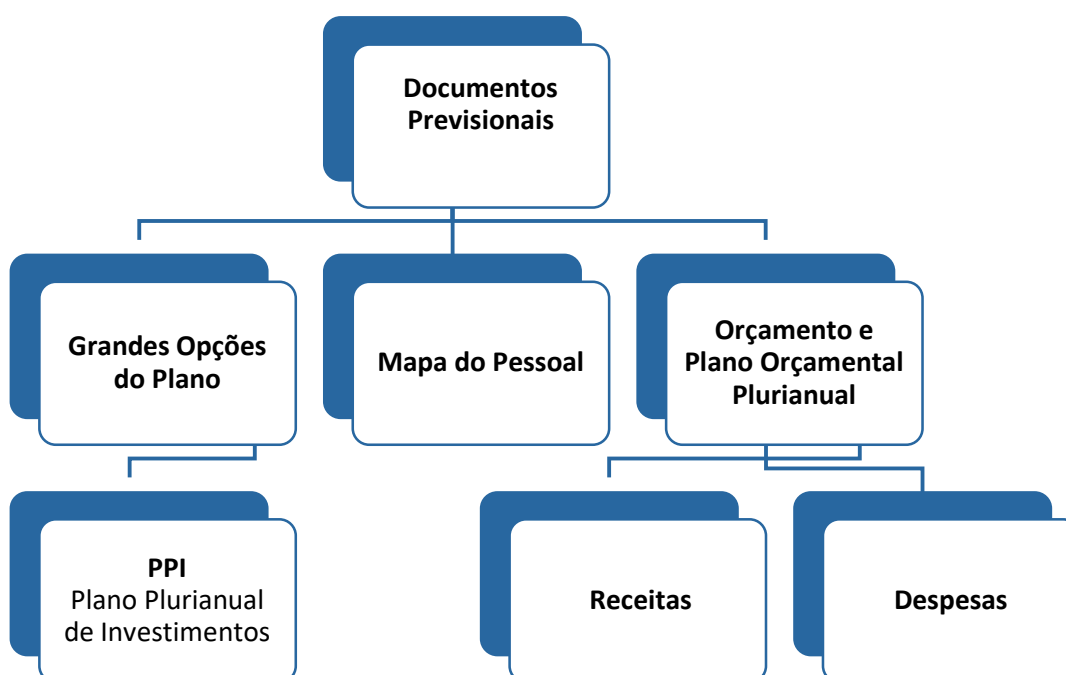 Documentos
Previsionais
Grandes Opções
do Plano
Mapa do Pessoal
Orçamento e
Plano Orçamental
Plurianual
PPI
Plano Plurianual
de Investimentos
Receitas
Despesas